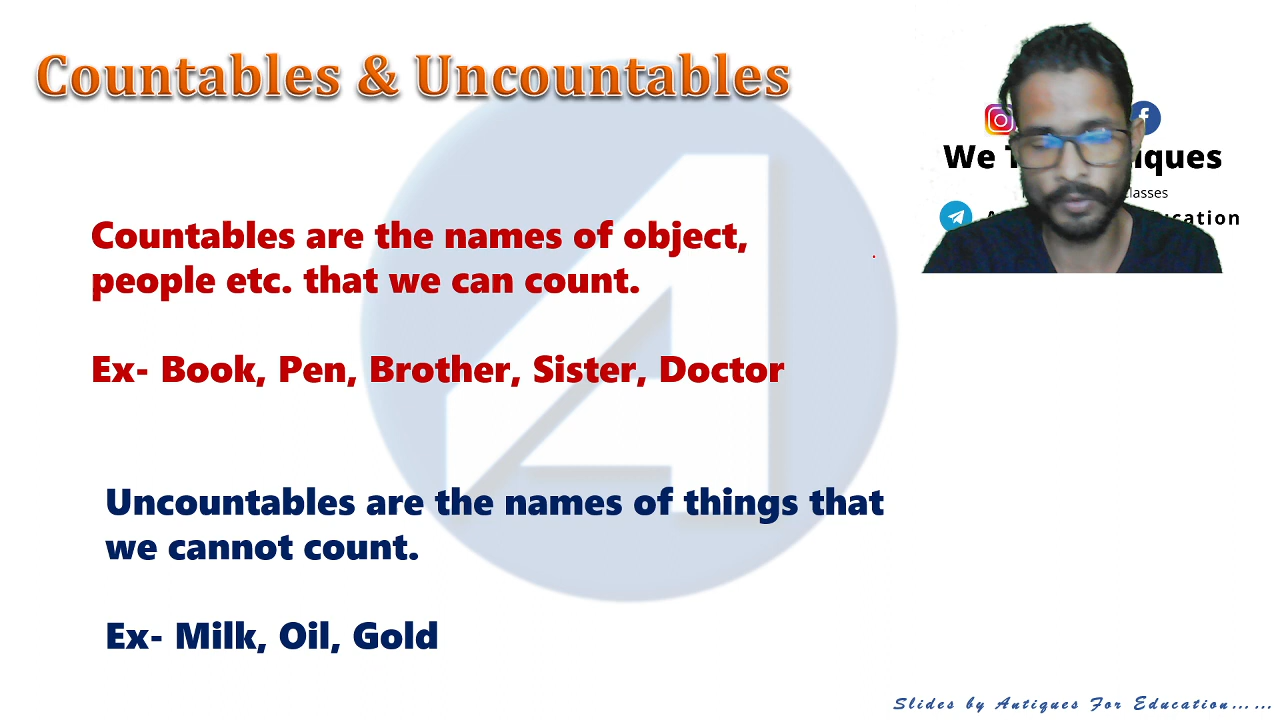 Countables & Uncountables
We
iques
lasses
ucation
Countables are the names of object,
people etc. that we can count.
Ex- Book, Pen, Brother, Sister, Doctor
Uncountables are the names of things that
we cannot count.
Ex- Milk, Oil, Gold
Slides by Antiques For Education......